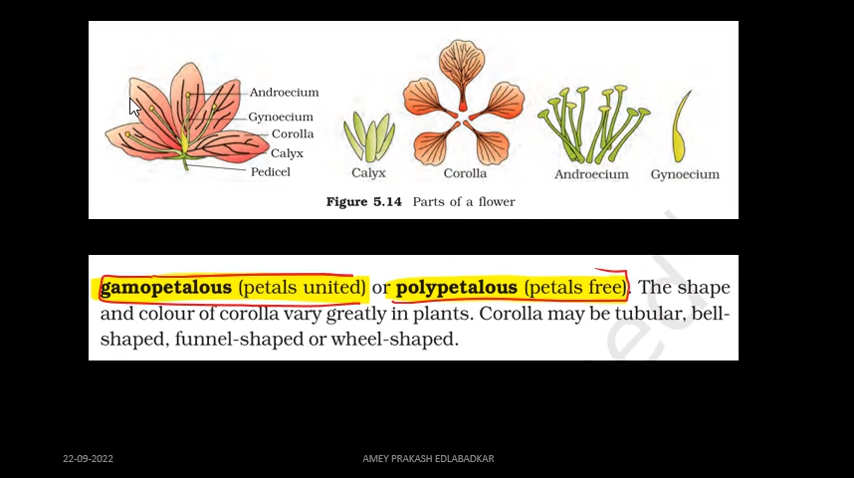 Androecium
Gynoecium
Corolla
Calyx
Pedicel
Calyx
Corolla
Androecium
Gynoecium
Figure 5.14 Parts of a flower
gamopetalous (petals united) or polypetalous (petals free). The shape
and colour of corolla vary greatly in plants. Corolla may be tubular, bell-
shaped, funnel-shaped or wheel-shaped.
22-09-2022
AMEY PRAKASH EDLABADKAR